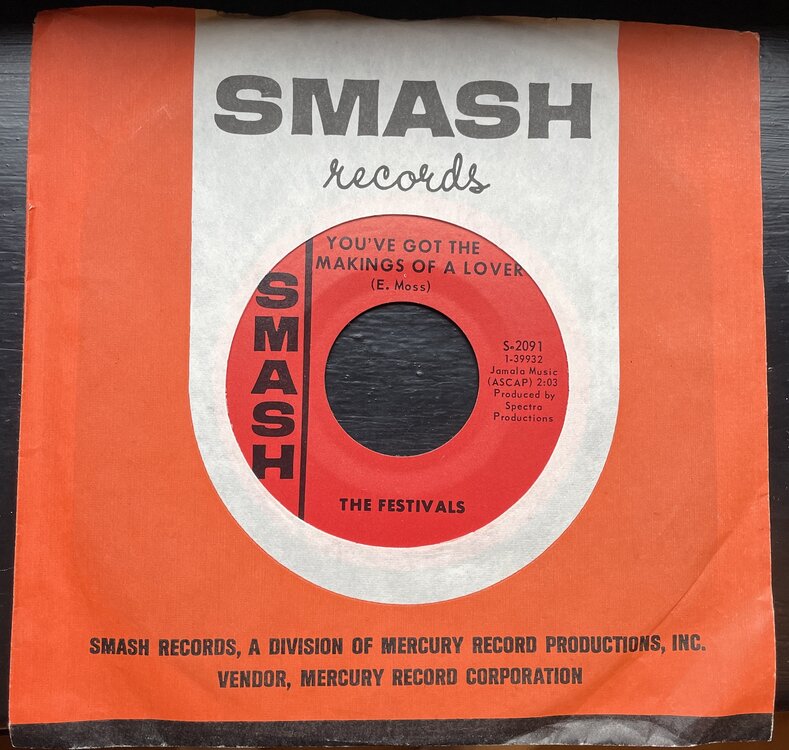 SMASH
records
YOU'VE GOT THE
MAKINGS OF A LOVER
(E. Moss)
SMASH
S-2091
1-39932
Jamala Music
(ASCAP) 2:03
Produced by
Spectra
Productions
THE FESTIVALS
SMASH RECORDS, A DIVISION OF MERCURY RECORD PRODUCTIONS, INC.
VENDOR, MERCURY RECORD CORPORATION